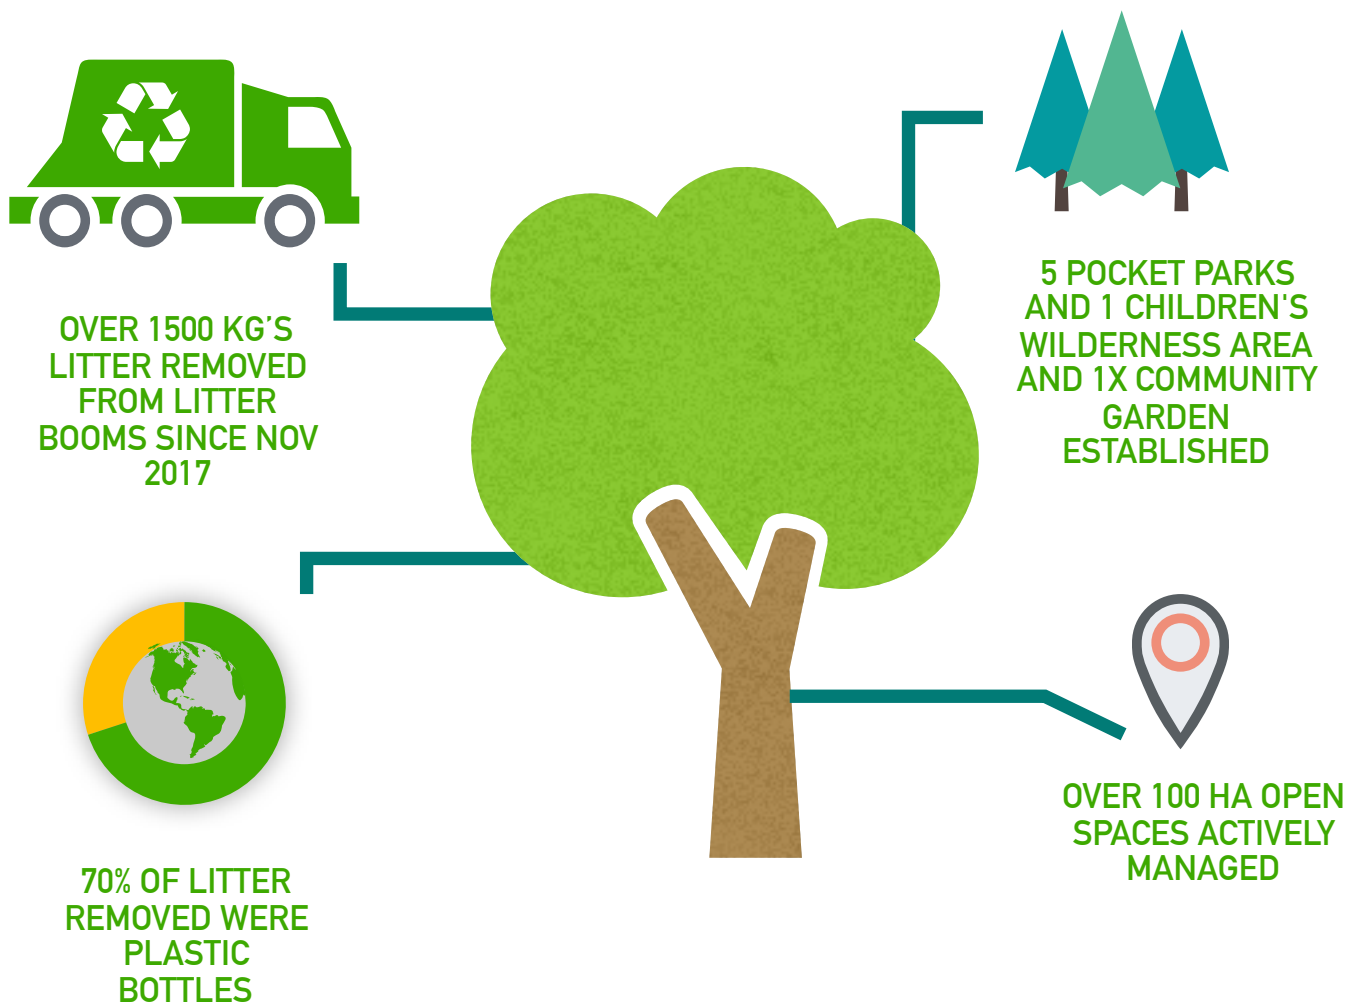 OVER 1500 KG’S
LITTER REMOVED
FROM LITTER
BOOMS SINCE NOV
2017
5 POCKET PARKS
AND 1 CHILDREN'S
WILDERNESS AREA
AND 1X COMMUNITY
GARDEN
ESTABLISHED
70% OF LITTER
REMOVED WERE
PLASTIC
BOTTLES
OVER 100 HA OPEN
SPACES ACTIVELY
MANAGED